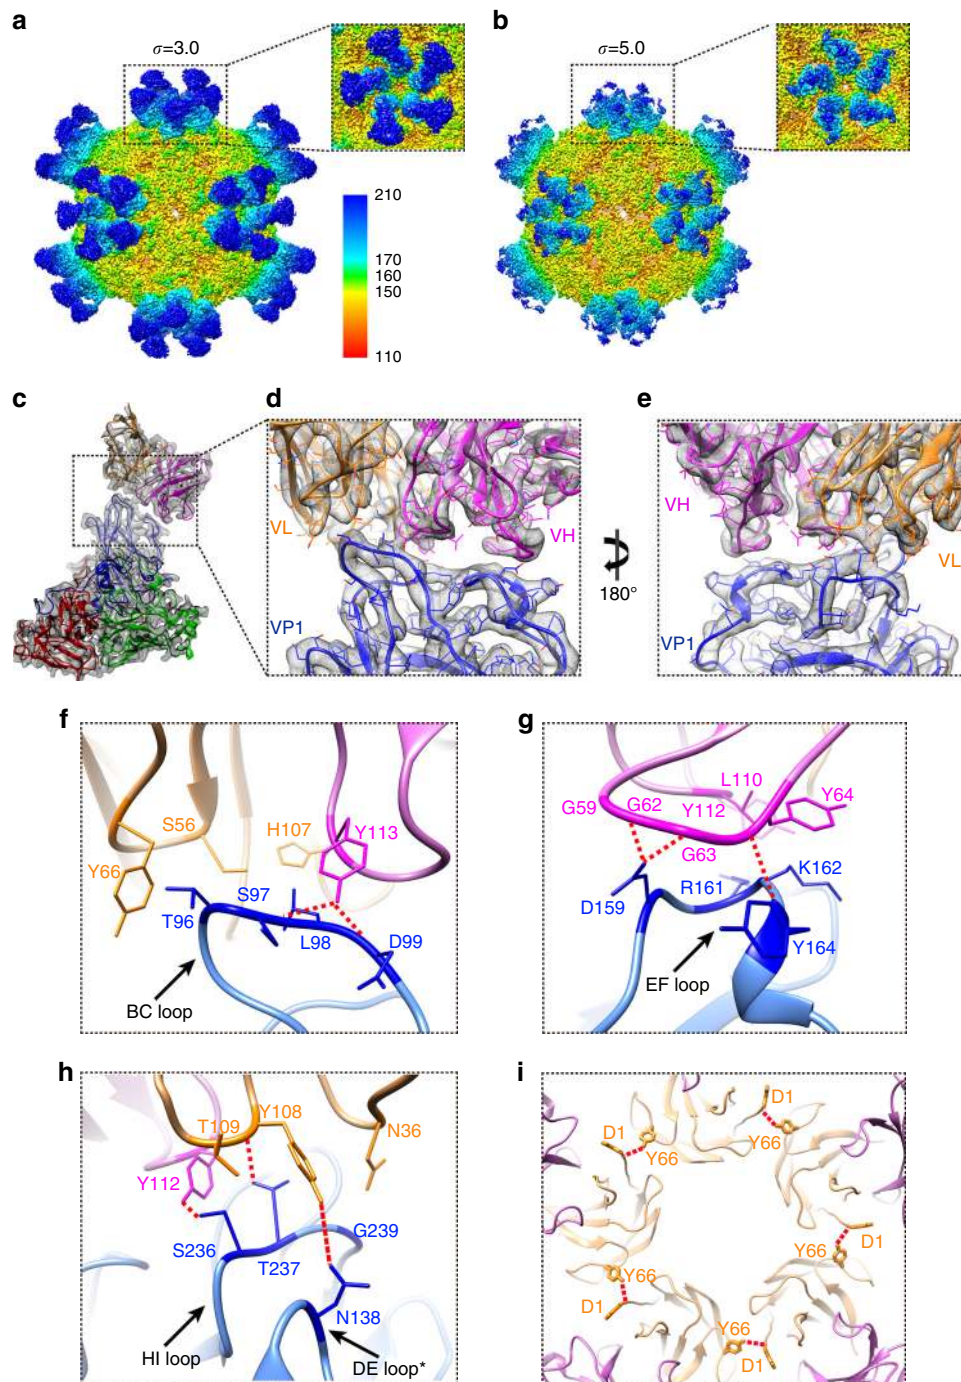 a
σ=3.0
b
σ=5.0
210
170
160
150
110
c
d
VL
VH
VP1
180°
e
VH
VL
VP1
f
S56
H107
Y113
Y66
S97
T96
L98
D99
BC loop
g
L110
G59
G62
Y112
Y64
G63
R161
K162
D159
Y164
EF loop
h
T109
Y108
N36
Y112
S236
G239
T237
N138
HI loop
DE loop*
i
D1
D1
Y66
Y66
Y66
D1
Y66
D1
Y66
D1